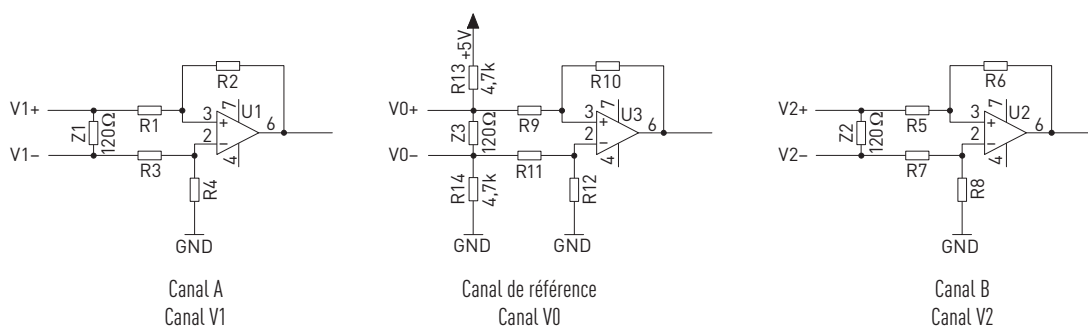 V1+
V1−
Z1
120Ω
R1
R3
R2
R4
3
2
7
4
6
U1
+
−
GND
Canal A
Canal V1
+5V
R13
4,7k
V0+
V0−
Z3
120Ω
R14
4,7k
R9
R11
R10
R12
3
2
7
4
6
U3
+
−
GND
GND
Canal de référence
Canal V0
V2+
V2−
Z2
120Ω
R5
R7
R6
R8
3
2
7
4
6
U2
+
−
GND
Canal B
Canal V2